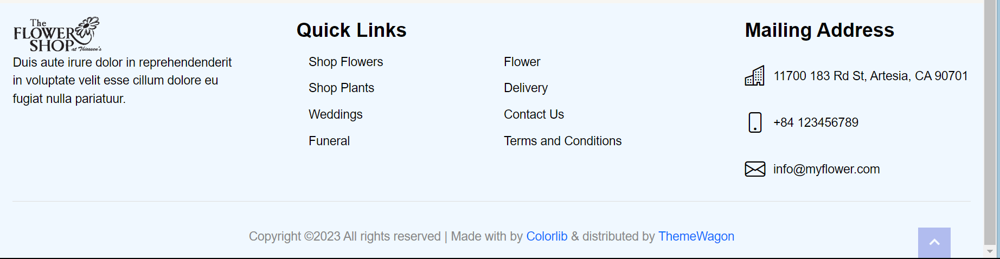 The
FLOWER
SHOP
at Thiessen's
Duis aute irure dolor in reprehendenderit
in voluptate velit esse cillum dolore eu
fugiat nulla pariatuur.
Quick Links
Shop Flowers
Shop Plants
Weddings
Funeral
Flower
Delivery
Contact Us
Terms and Conditions
Mailing Address
11700 183 Rd St, Artesia, CA 90701
+84 123456789
info@myflower.com
Copyright ©2023 All rights reserved | Made with by Colorlib & distributed by ThemeWagon